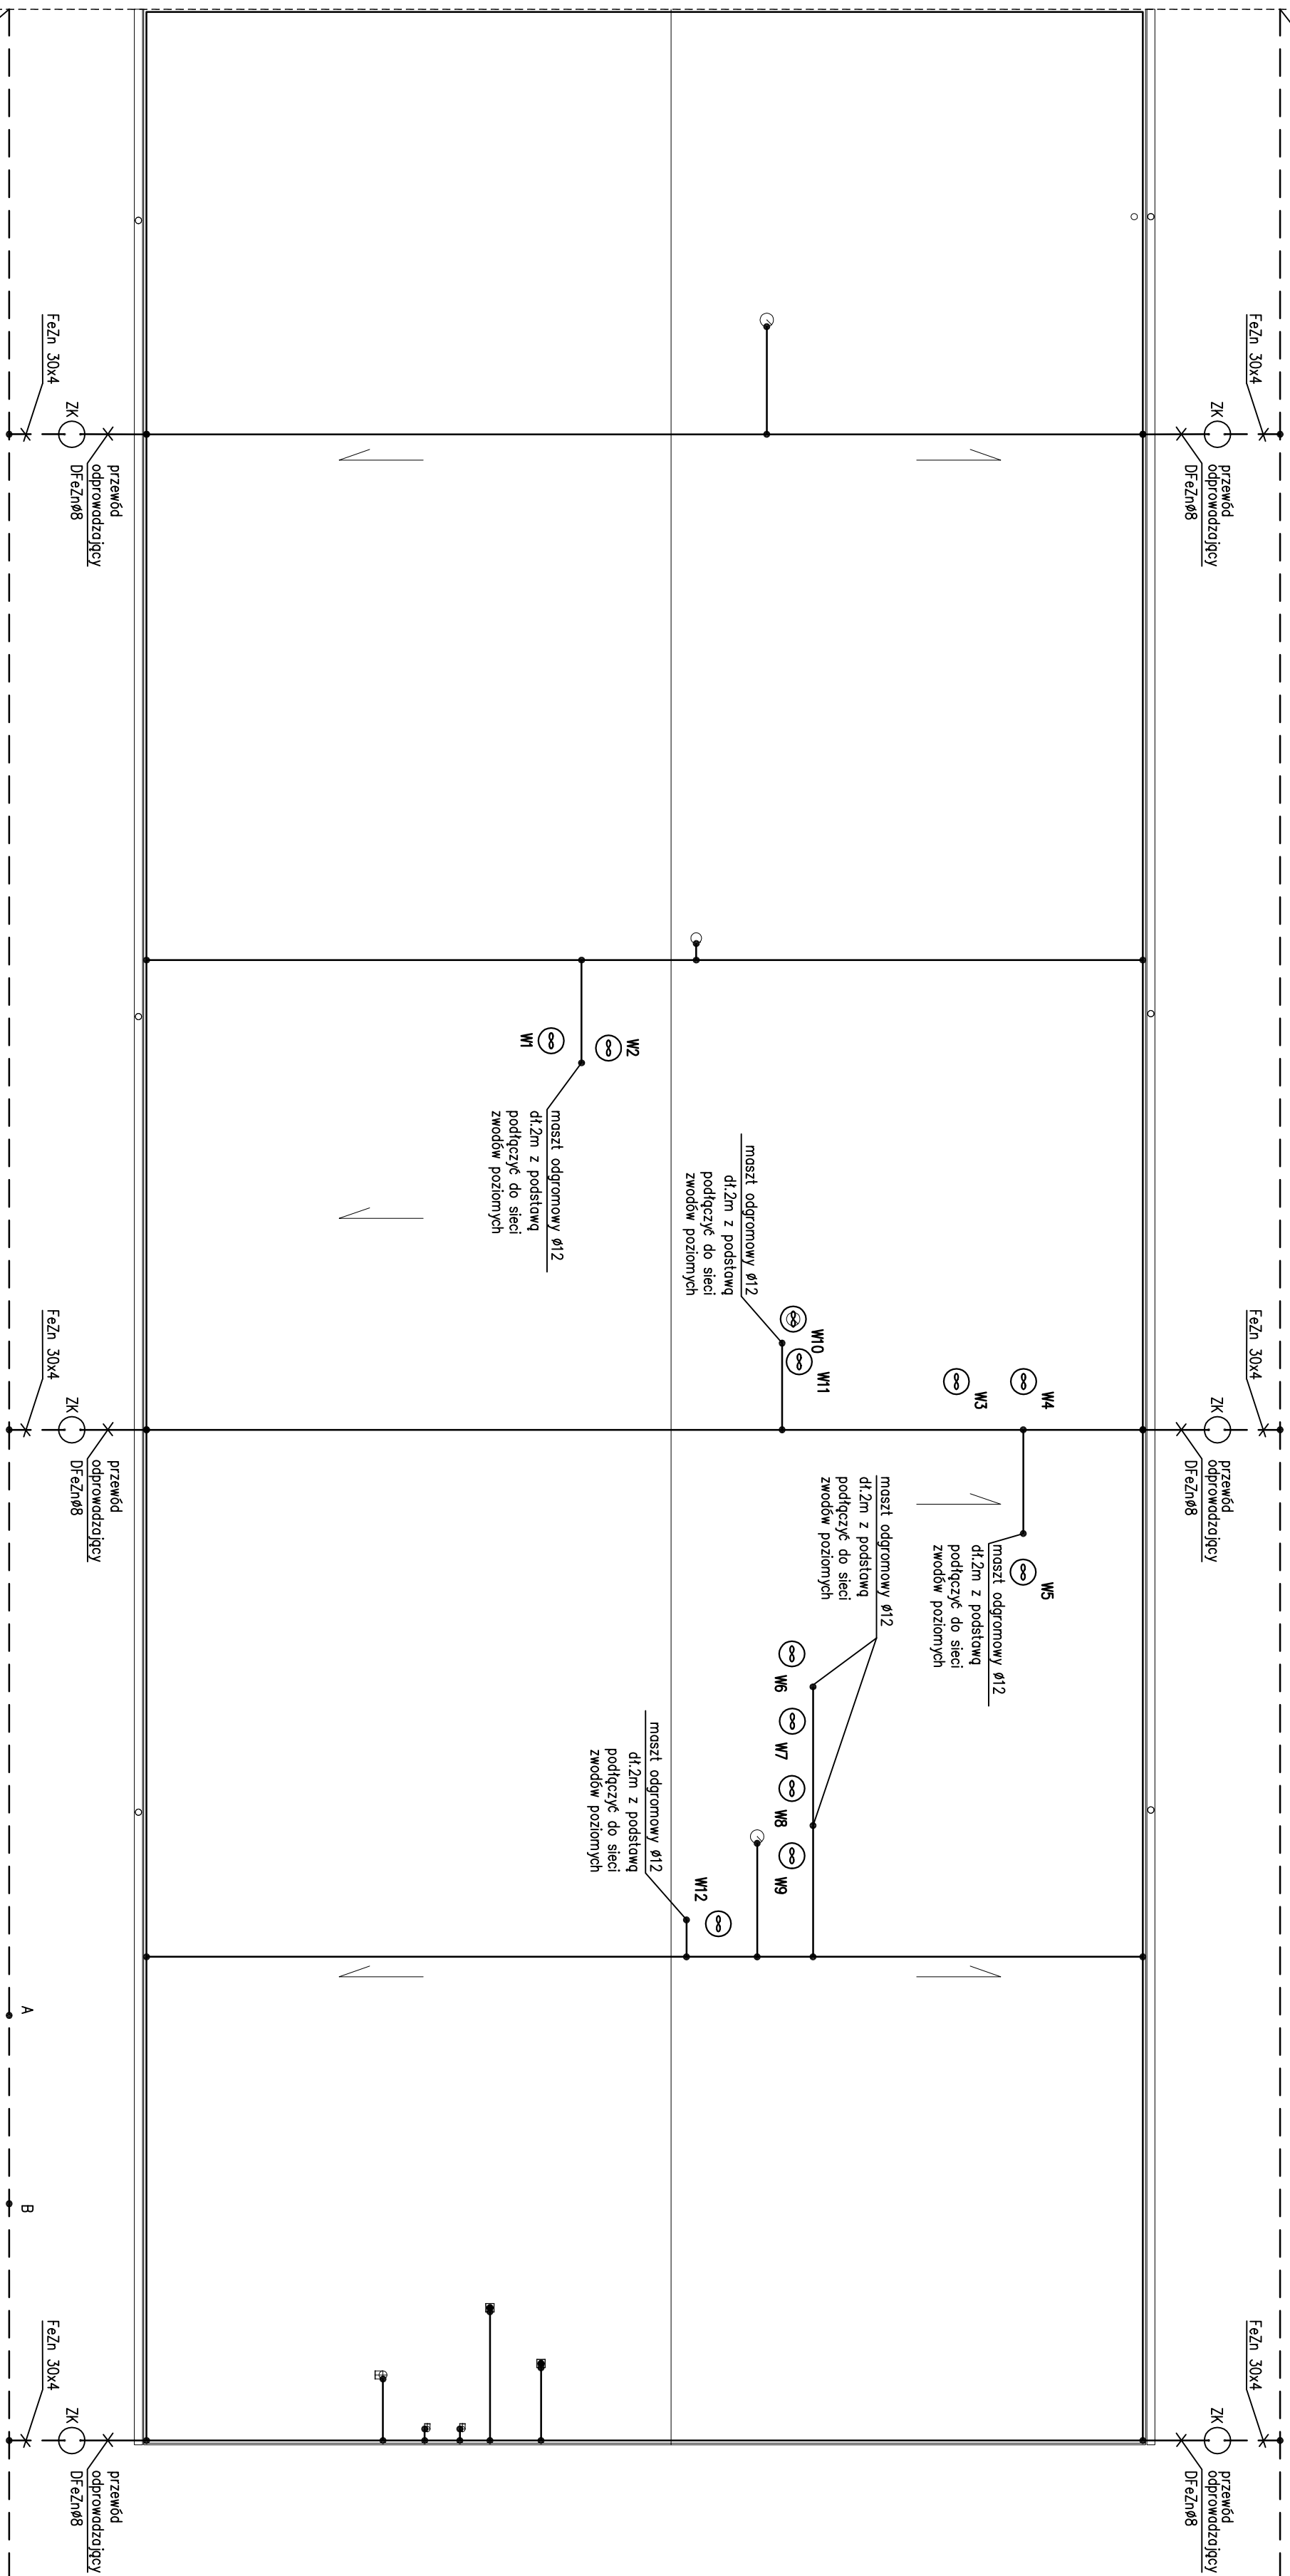 FeZn 30x4
ZK
przewód
odprowadzający
DFeZnø8
FeZn 30x4
ZK
przewód
odprowadzający
DFeZnø8
FeZn 30x4
ZK
przewód
odprowadzający
DFeZnø8
W4
W3
W5
maszt odgromowy ø12
dł.2m z podstawą
podłączyć do sieci
zwodów poziomych
maszt odgromowy ø12
dł.2m z podstawą
podłączyć do sieci
zwodów poziomych
W10
W11
W6
W7
W8
W9
maszt odgromowy ø12
dł.2m z podstawą
podłączyć do sieci
zwodów poziomych
W12
maszt odgromowy ø12
dł.2m z podstawą
podłączyć do sieci
zwodów poziomych
W2
W1
maszt odgromowy ø12
dł.2m z podstawą
podłączyć do sieci
zwodów poziomych
przewód
odprowadzający
DFeZnø8
ZK
FeZn 30x4
przewód
odprowadzający
DFeZnø8
ZK
FeZn 30x4
przewód
odprowadzający
DFeZnø8
ZK
FeZn 30x4
A
B